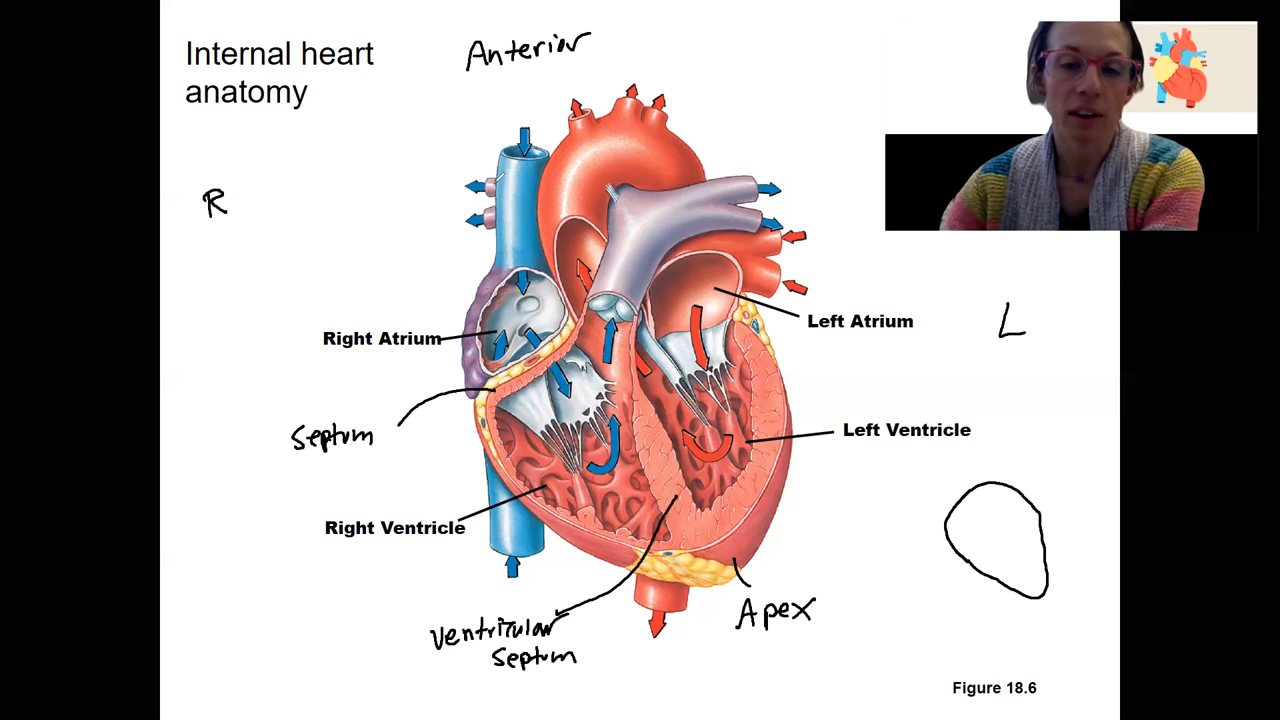 Internal heart
anatomy
Anterior
R
Right Atrium
Left Atrium
L
Septum
Left Ventricle
Right Ventricle
Ventricular
Septum
Apex
Figure 18.6